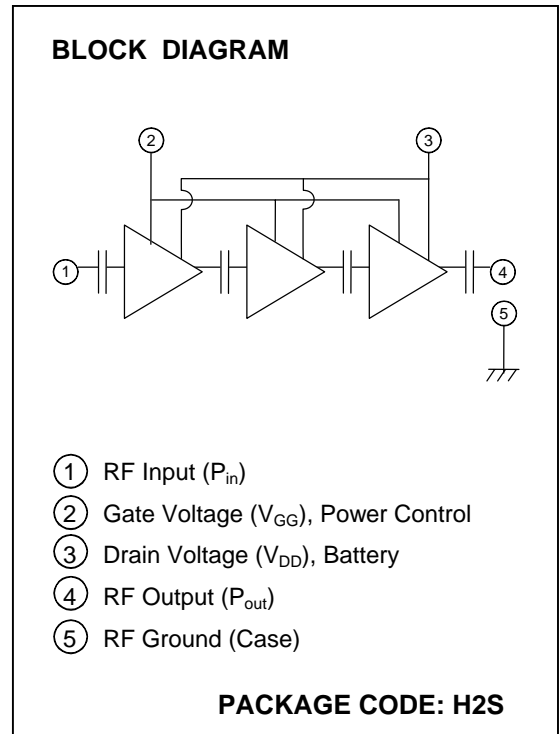 BLOCK DIAGRAM
2 3
1 4
5
1 RF Input (Pin)
2 Gate Voltage (VGG), Power Control
3 Drain Voltage (VDD), Battery
4 RF Output (Pout)
5 RF Ground (Case)
PACKAGE CODE: H2S